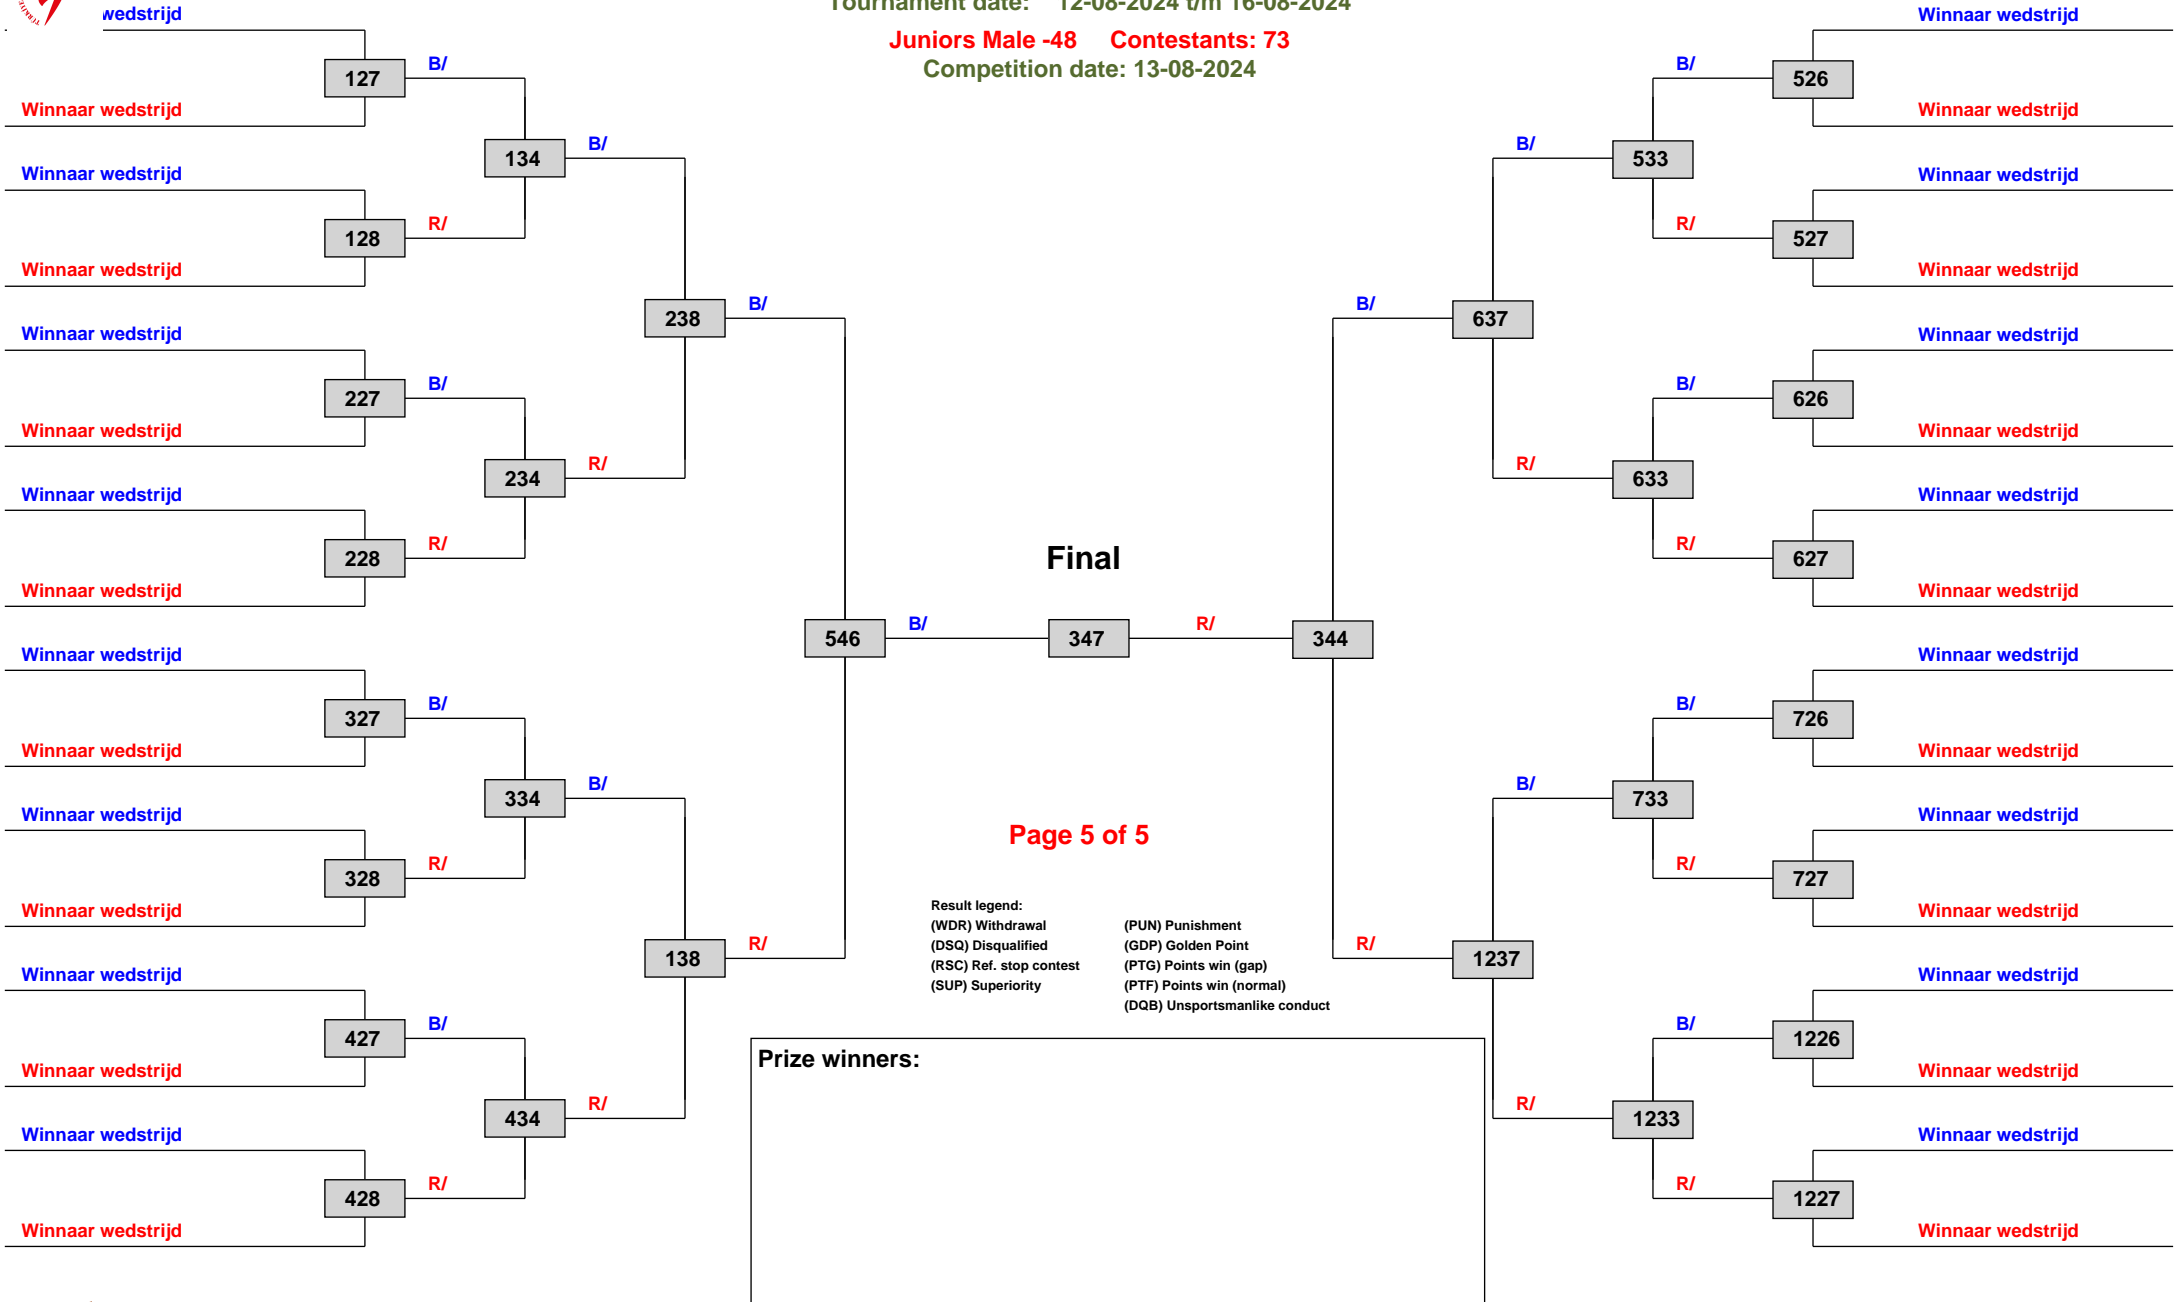 Tournament date: 12-08-2024 t/m 16-08-2024
Juniors Male -48 Contestants: 73
Competition date: 13-08-2024
wedstrijd
127
B/
Winnaar wedstrijd
134
B/
Winnaar wedstrijd
128
R/
Winnaar wedstrijd
238
B/
Winnaar wedstrijd
227
B/
Winnaar wedstrijd
234
R/
Winnaar wedstrijd
228
R/
Winnaar wedstrijd
546
B/
Winnaar wedstrijd
327
B/
Winnaar wedstrijd
334
B/
Winnaar wedstrijd
328
R/
Winnaar wedstrijd
138
R/
Winnaar wedstrijd
427
B/
Winnaar wedstrijd
434
R/
Winnaar wedstrijd
428
R/
Winnaar wedstrijd
Final
347
R/
344
Page 5 of 5
Result legend:
(WDR) Withdrawal
(DSQ) Disqualified
(RSC) Ref. stop contest
(SUP) Superiority
(PUN) Punishment
(GDP) Golden Point
(PTG) Points win (gap)
(PTF) Points win (normal)
(DQB) Unsportsmanlike conduct
Prize winners:
Winnaar wedstrijd
B/
526
Winnaar wedstrijd
B/
533
Winnaar wedstrijd
R/
527
Winnaar wedstrijd
B/
637
Winnaar wedstrijd
B/
626
Winnaar wedstrijd
R/
633
Winnaar wedstrijd
R/
627
Winnaar wedstrijd
Winnaar wedstrijd
B/
726
Winnaar wedstrijd
B/
733
Winnaar wedstrijd
R/
727
Winnaar wedstrijd
R/
1237
Winnaar wedstrijd
B/
1226
Winnaar wedstrijd
R/
1233
Winnaar wedstrijd
R/
1227
Winnaar wedstrijd